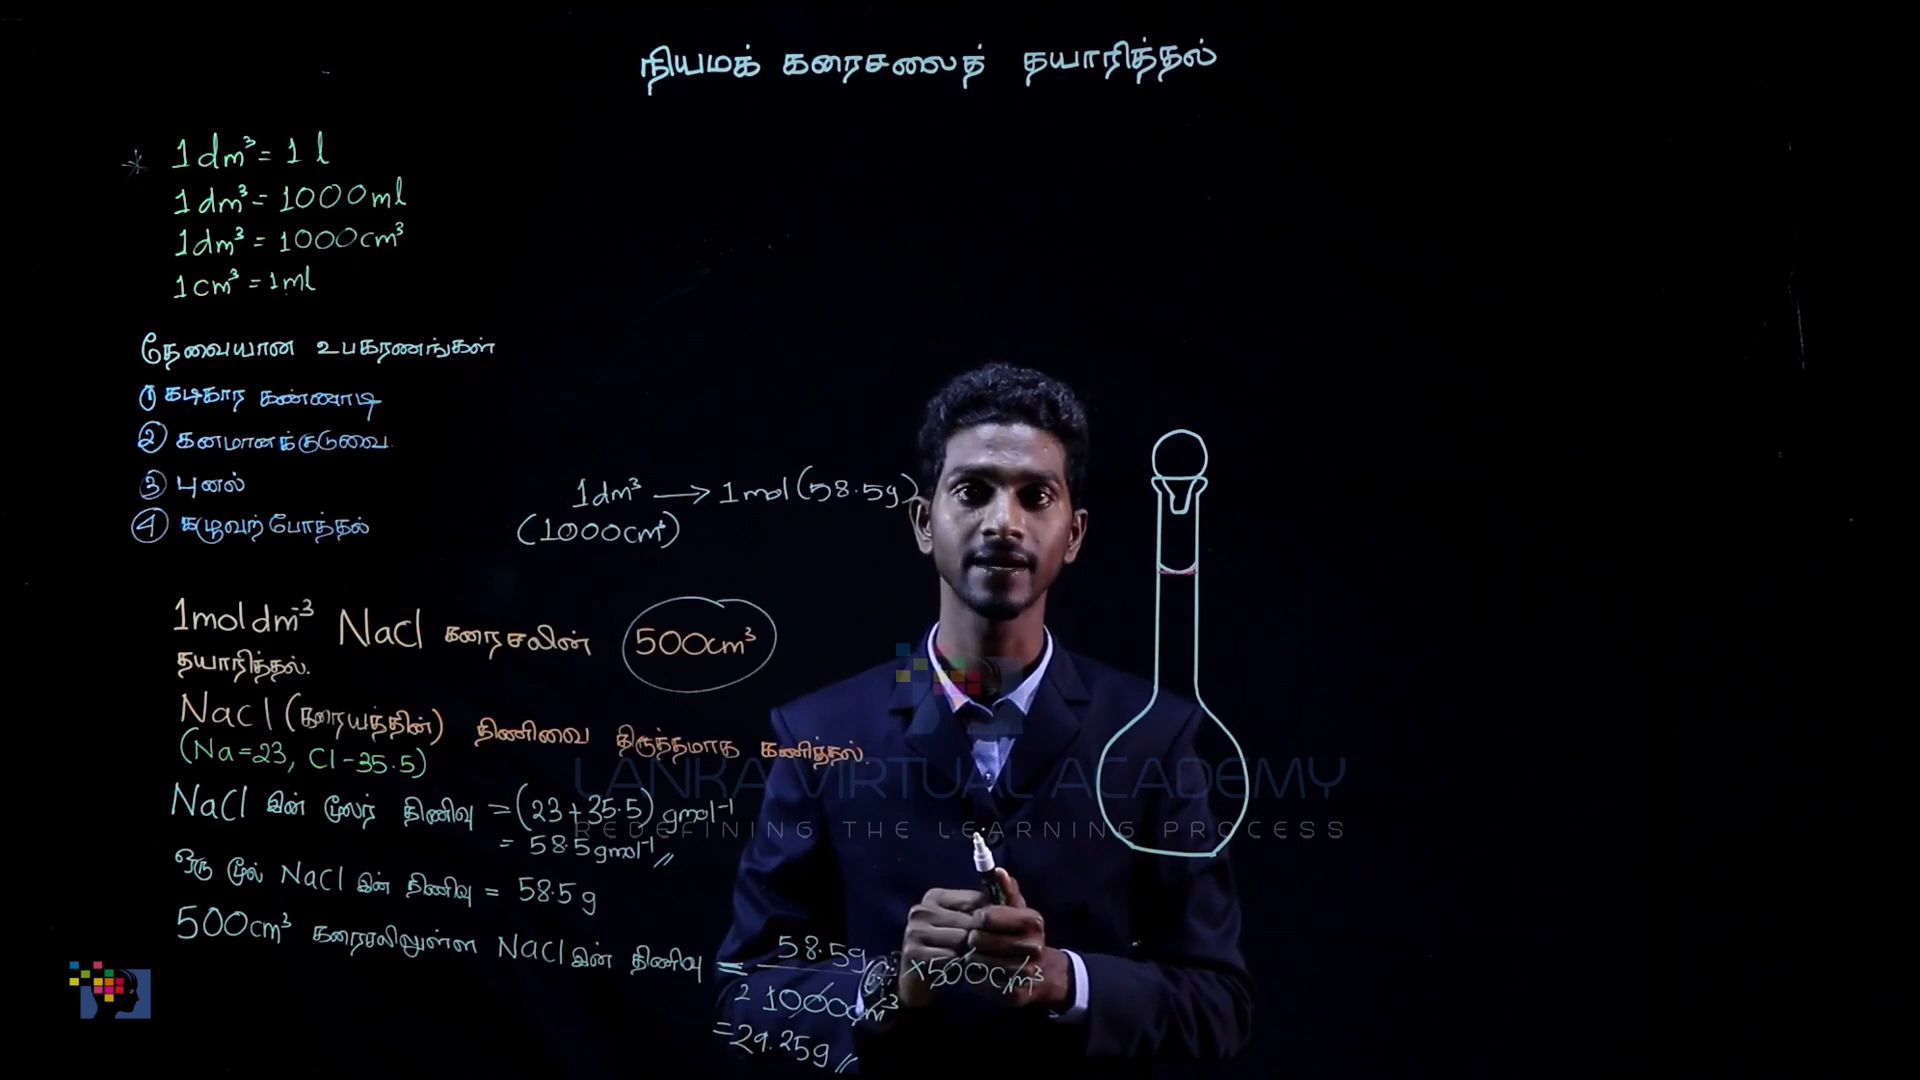 நியமக் கரைசலைத் தயாரித்தல்
* 1dm³ = 1 l
1dm³ = 1000ml
1dm³ = 1000cm³
1cm³ = 1ml
தேவையான உபகரணங்கள்
① கடிகார கண்ணாடி
② கனமானக்குடுவை.
③ புனல்
④ கழுவற் போத்தல்
1dm³ → 1mol (58.5g)
(1000cm³)
1moldm⁻³ NaCl கரைசலின் 500cm³
தயாரித்தல்.
NaCl (கரையத்தின்) திணிவை திருத்தமாக கணித்தல்.
(Na=23, Cl-35.5)
NaCl இன் மூலர் திணிவு = (23+35.5) gmol⁻¹
= 58.5gmol⁻¹//
ஒரு மூல் NaCl இன் திணிவு = 58.5g
500cm³ கரைசலிலுள்ள NaCl இன் திணிவு = 58.5g × 500cm³
2 1000cm³
= 29.25g //
LANKA VIRTUAL ACADEMY
REDEFINING THE LEARNING PROCESS